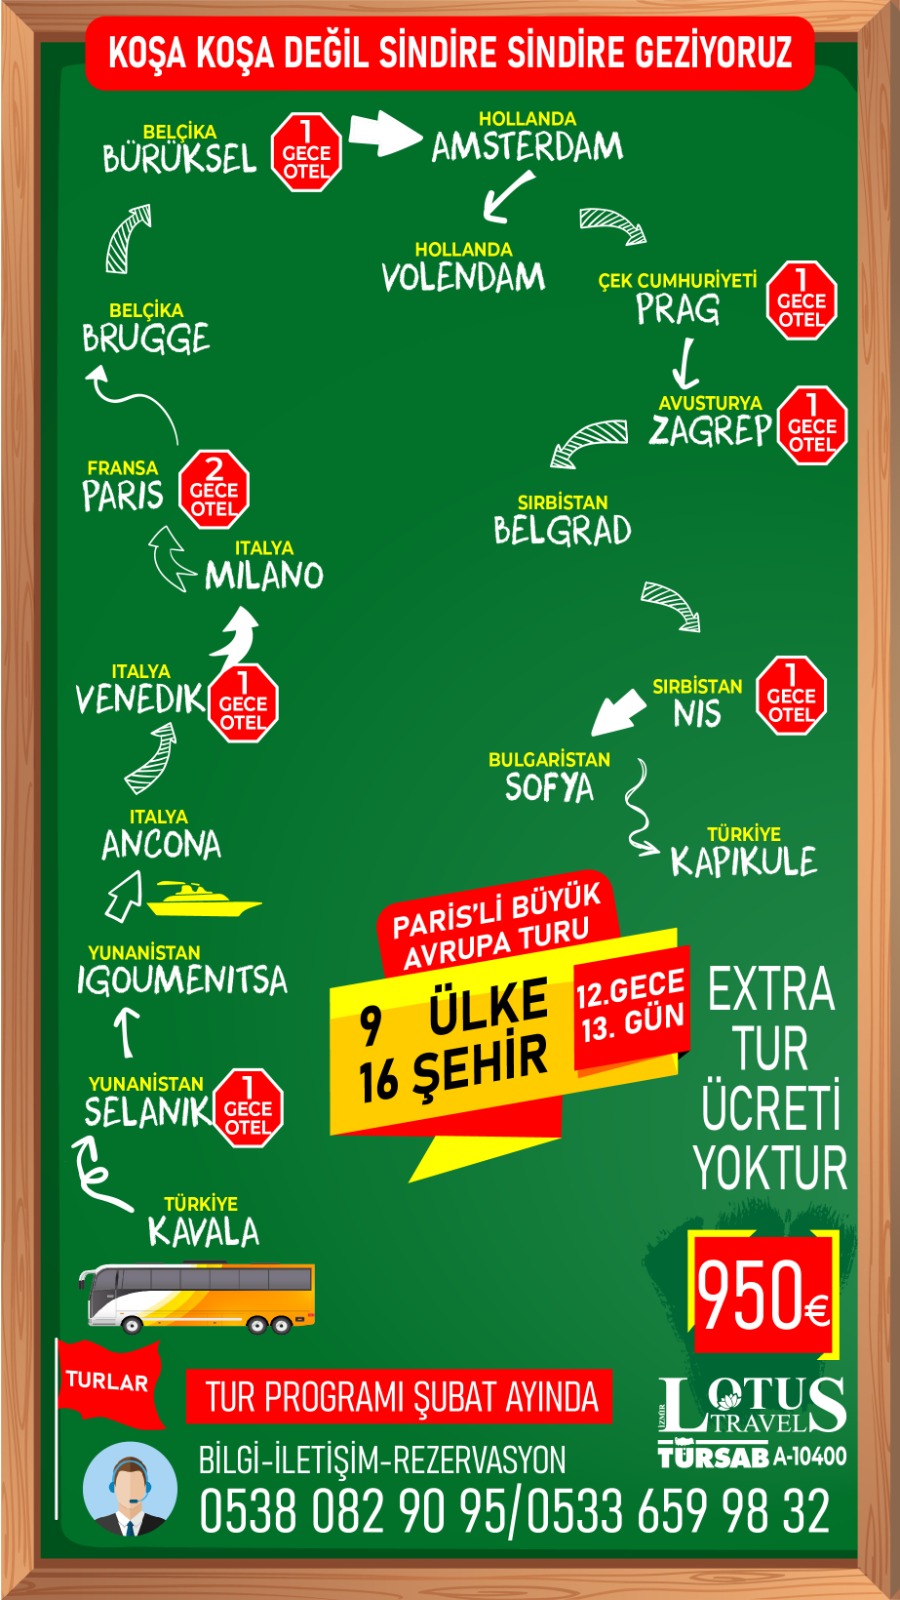 KOŞA KOŞA DEĞİL SİNDİRE SİNDİRE GEZİYORUZ
BELÇİKA
BÜRÜKSEL
1
GECE
OTEL
HOLLANDA
AMSTERDAM
HOLLANDA
VOLENDAM
ÇEK CUMHURİYETİ
PRAG
1
GECE
OTEL
BELÇİKA
BRUGGE
AVUSTURYA
ZAGREP
1
GECE
OTEL
FRANSA
PARIS
2
GECE
OTEL
SIRBİSTAN
BELGRAD
ITALYA
MILANO
ITALYA
VENEDIK
1
GECE
OTEL
SIRBİSTAN
NIS
1
GECE
OTEL
BULGARİSTAN
SOFYA
ITALYA
ANCONA
TÜRKİYE
KAPIKULE
YUNANİSTAN
IGOUMENITSA
PARİS'Lİ BÜYÜK
AVRUPA TURU
9 ÜLKE
16 ŞEHİR
12.GECE
13. GÜN
EXTRA
TUR
ÜCRETİ
YOKTUR
YUNANİSTAN
SELANIK
1
GECE
OTEL
TÜRKİYE
KAVALA
950€
TURLAR
TUR PROGRAMI ŞUBAT AYINDA
İZMİR
LOTUS
TRAVEL
TÜRSAB A-10400
BİLGİ-İLETİŞİM-REZERVASYON
0538 082 90 95/0533 659 98 32